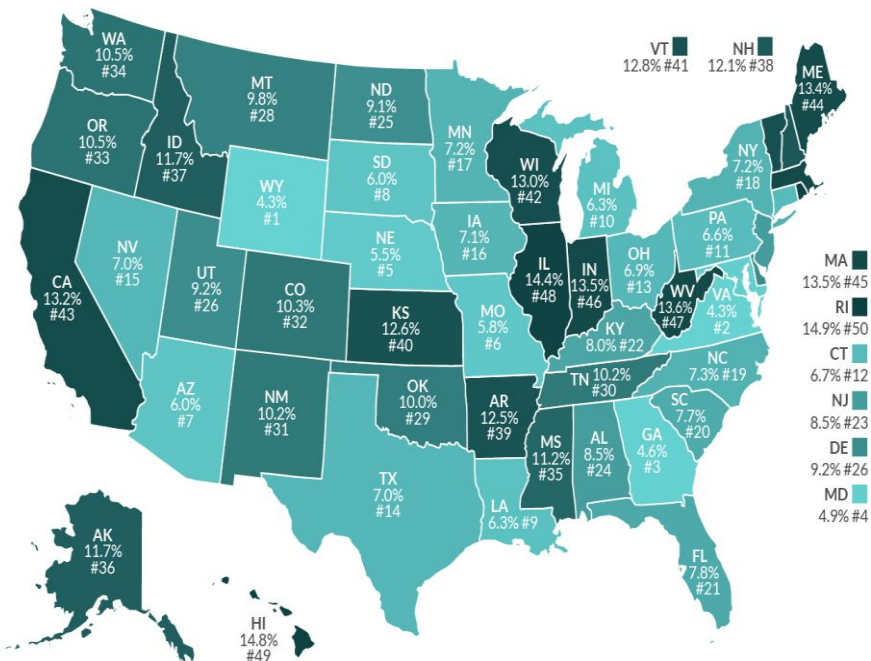 WA
10.5%
#34
MT
9.8%
#28
ND
9.1%
#25
MN
7.2%
#17
VT
12.8% #41
NH
12.1% #38
ME
13.4%
#44
OR
10.5%
#33
ID
11.7%
#37
WY
4.3%
#1
SD
6.0%
#8
WI
13.0%
#42
MI
6.3%
#10
NY
7.2%
#18
NV
7.0%
#15
UT
9.2%
#26
CO
10.3%
#32
NE
5.5%
#5
IA
7.1%
#16
IL
14.4%
#48
IN
13.5%
#46
OH
6.9%
#13
PA
6.6%
#11
CA
13.2%
#43
KS
12.6%
#40
MO
5.8%
#6
KY
8.0% #22
WV
13.6%
#47
VA
4.3%
#2
MA
13.5% #45
RI
14.9% #50
CT
6.7% #12
NJ
8.5% #23
DE
9.2% #26
MD
4.9% #4
AZ
6.0%
#7
NM
10.2%
#31
OK
10.0%
#29
AR
12.5%
#39
TN 10.2%
#30
NC
7.3% #19
SC
7.7%
#20
TX
7.0%
#14
LA
6.3% #9
MS
11.2%
#35
AL
8.5%
#24
GA
4.6%
#3
FL
7.8%
#21
AK
11.7%
#36
HI
14.8%
#49